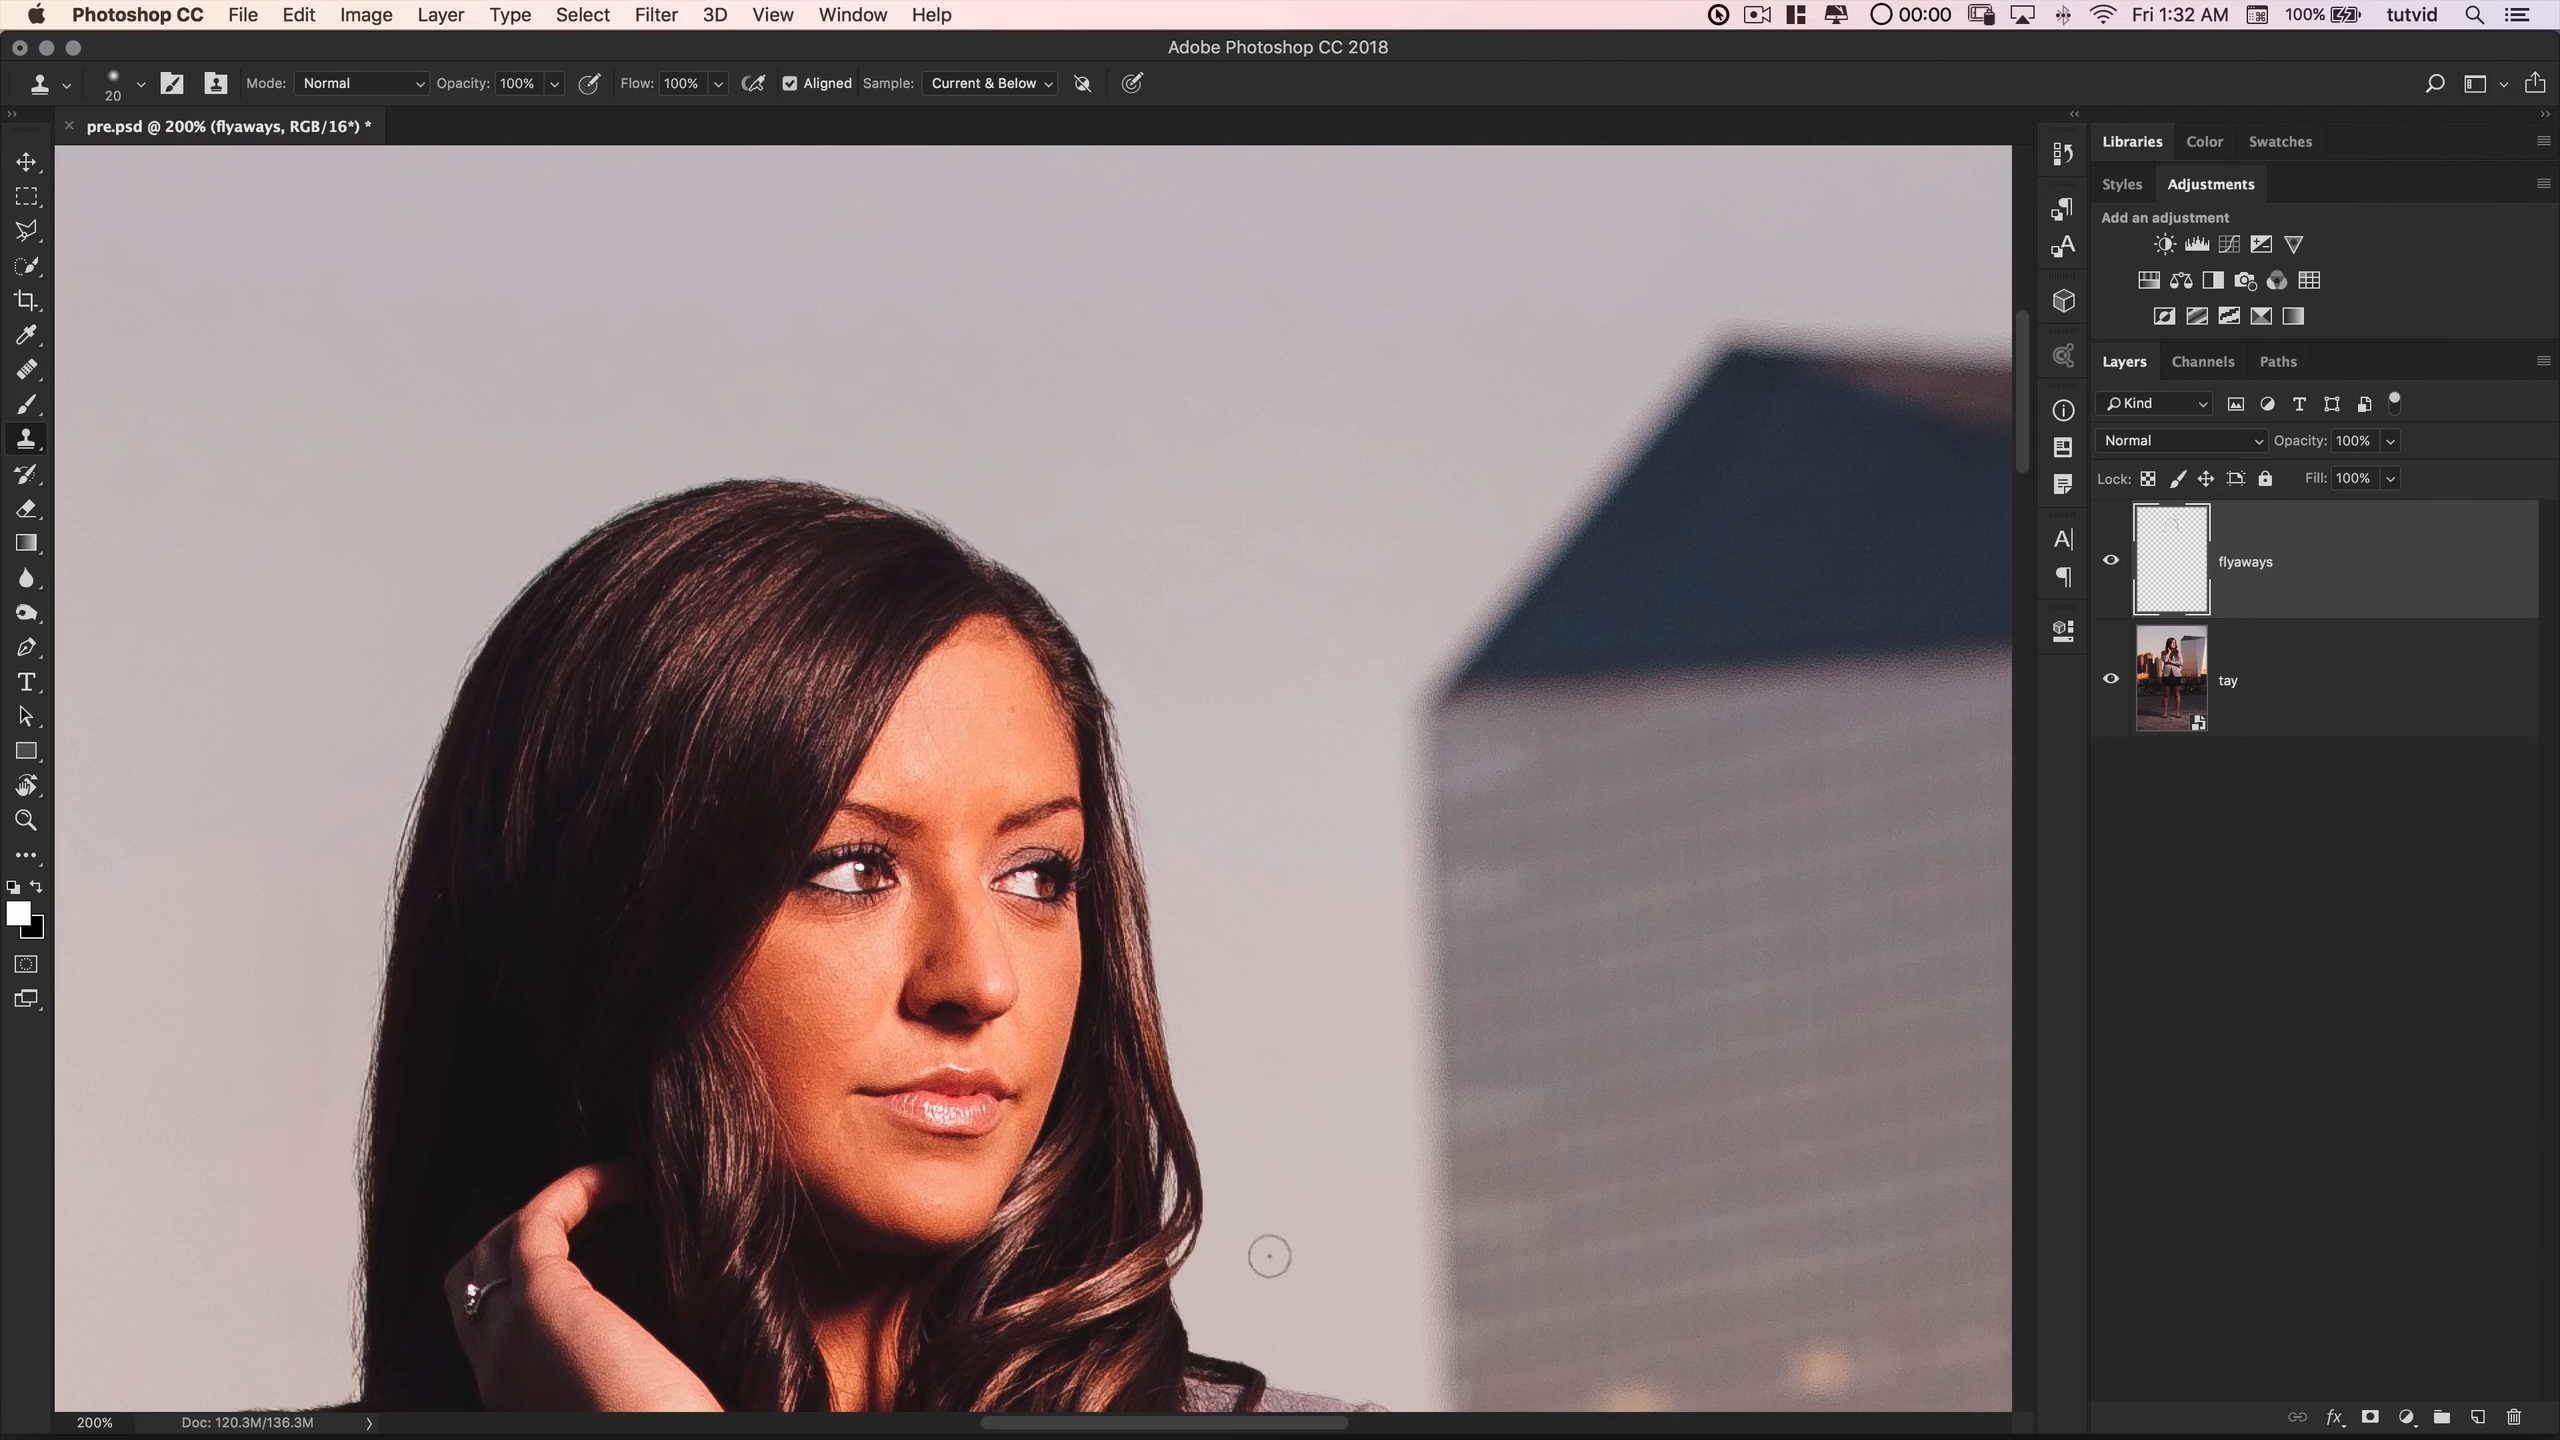 Photoshop CC File Edit Image Layer Type Select Filter 3D View Window Help 00:00 Fri 1:32 AM 100% tutvid
Adobe Photoshop CC 2018
20 Mode: Normal Opacity: 100% Flow: 100% Aligned Sample: Current & Below
pre.psd @ 200% (flyaways, RGB/16*) *
Libraries Color Swatches
Styles Adjustments
Add an adjustment
Layers Channels Paths
Kind
Normal Opacity: 100%
Lock: Fill: 100%
flyaways
tay
200% Doc: 120.3M/136.3M